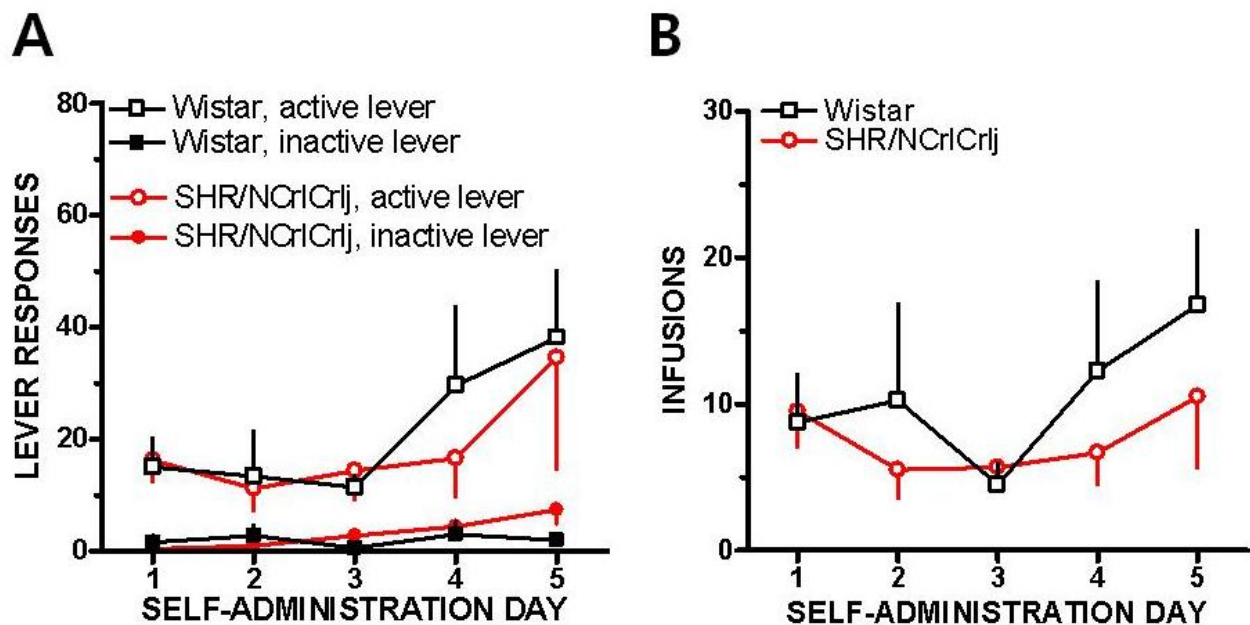 A
B
80
60
40
20
0
LEVER RESPONSES
Wistar, active lever
Wistar, inactive lever
SHR/NCrlCrlj, active lever
SHR/NCrlCrlj, inactive lever
1 2 3 4 5
SELF-ADMINISTRATION DAY
30
20
10
0
INFUSIONS
Wistar
SHR/NCrlCrlj
1 2 3 4 5
SELF-ADMINISTRATION DAY